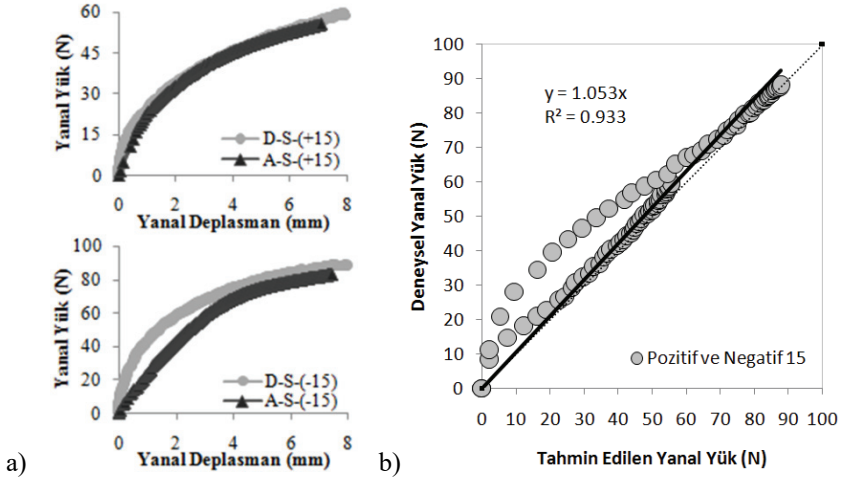 60
45
30
15
0
Yanal Yük (N)
D-S-(+15)
A-S-(+15)
0 2 4 6 8
Yanal Deplasman (mm)
100
80
60
40
20
0
Yanal Yük (N)
D-S-(-15)
A-S-(-15)
0 2 4 6 8
Yanal Deplasman (mm)
a)
100
90
80
70
60
50
40
30
20
10
0
Deneysel Yanal Yük (N)
y = 1.053x
R² = 0.933
Pozitif ve Negatif 15
0 10 20 30 40 50 60 70 80 90 100
Tahmin Edilen Yanal Yük (N)
b)